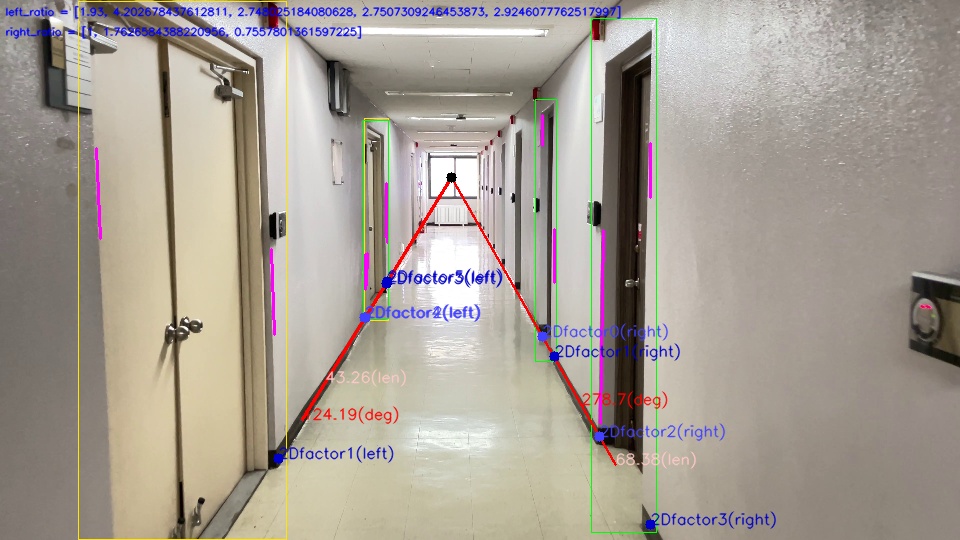 left_ratio = [1.93, 4.202678437612811, 2.748025184080628, 2.7507309246453873, 2.9246077762517997]
right_ratio = [1, 1.7626584388220956, 0.7557801361597225]
(left)
(left)
2Dfactor0(right)
2Dfactor1(right)
43.26(len)
278.7(deg)
24.19(deg)
2Dfactor2(right)
2Dfactor1(left)
68.38(len)
2Dfactor3(right)